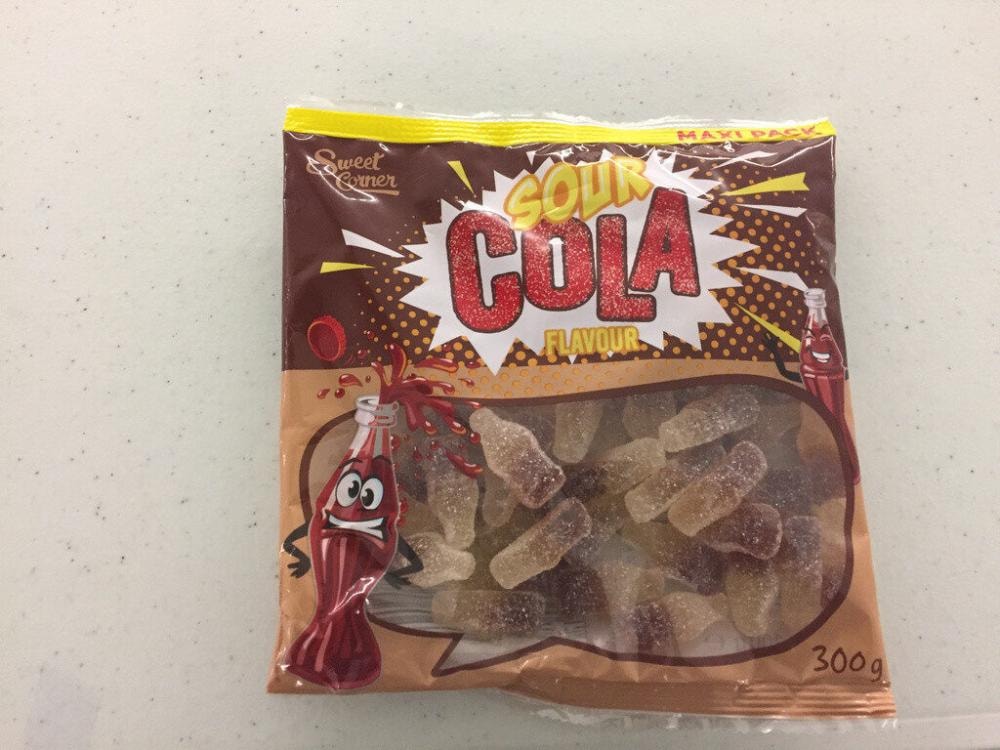 MAXI PACK
Sweet
Corner
SOUR
COLA
FLAVOUR
300g